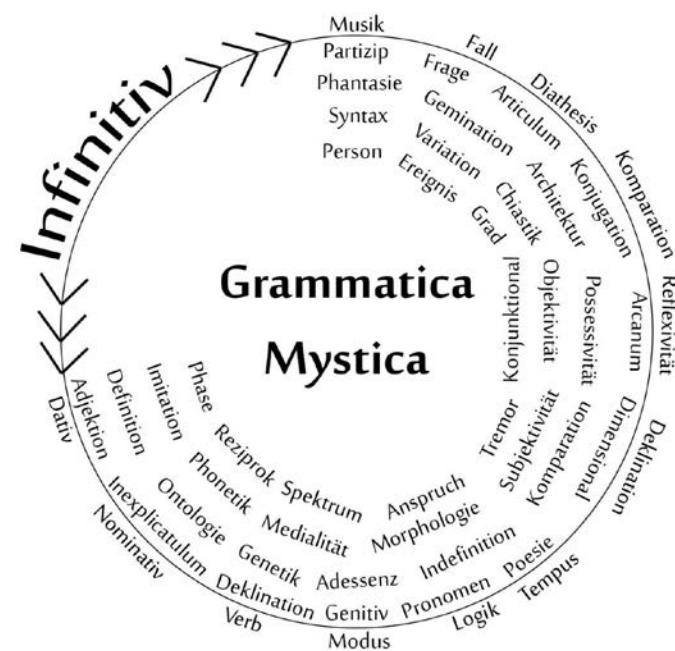 Infinitiv
Musik
Partizip
Phantasie
Syntax
Person
Fall
Frage
Gemination
Variation
Ereignis
Diathesis
Articulum
Architektur
Chiastik
Grad
Komparation
Konjugation
Reflexivität
Arcanum
Possessivität
Objektivität
Konjunktional
Grammatica
Mystica
Deklination
Dimensional
Komparation
Subjektivität
Tremor
Tempus
Poesie
Indefinition
Morphologie
Anspruch
Logik
Pronomen
Modus
Genitiv
Adessenz
Verb
Deklination
Genetik
Medialität
Spektrum
Nominativ
Inexplicatulum
Ontologie
Phonetik
Reziprok
Dativ
Adjektion
Definition
Imitation
Phase